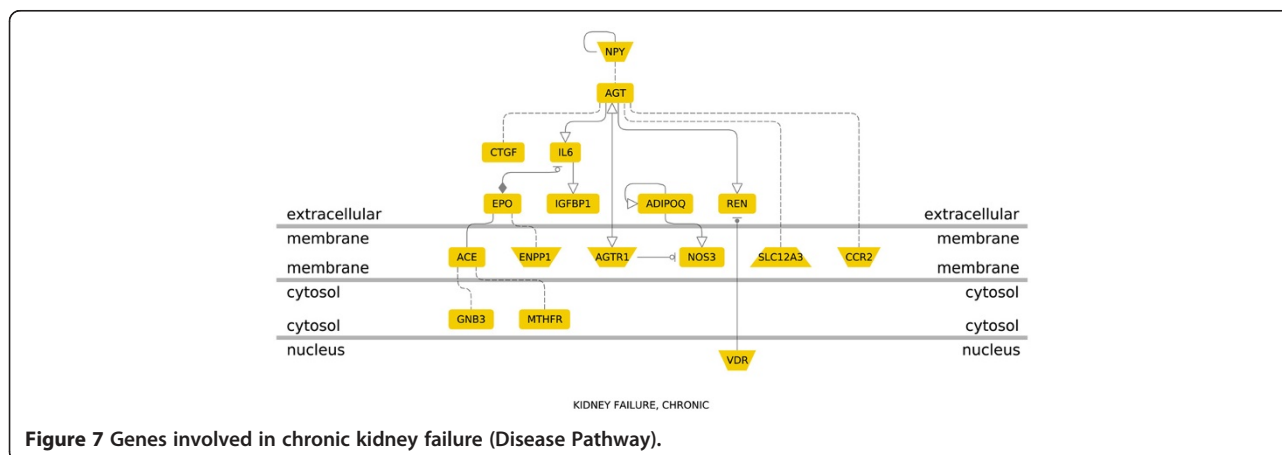 NPY
AGT
CTGF IL6
EPO IGFBP1 ADIPOQ REN
extracellular extracellular
membrane membrane
ACE ENPP1 AGTR1 NOS3 SLC12A3 CCR2
membrane membrane
cytosol cytosol
GNB3 MTHFR
cytosol cytosol
nucleus nucleus
VDR
KIDNEY FAILURE, CHRONIC
Figure 7 Genes involved in chronic kidney failure (Disease Pathway).